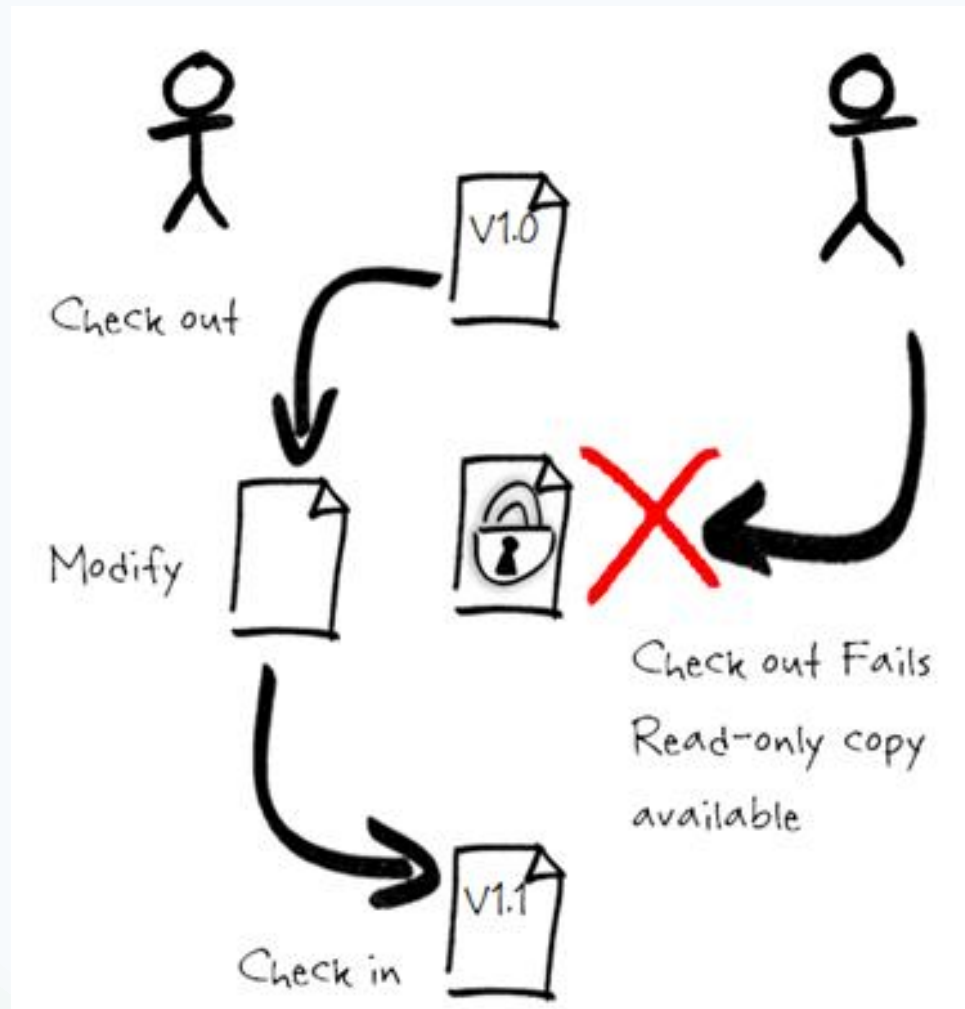 V1.0
Check out
Modify
Check out Fails
Read-only copy
available
V1.1
Check in